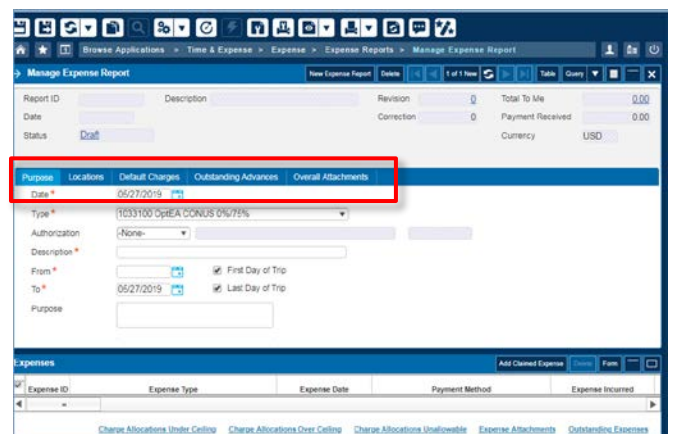 Browse Applications > Time & Expense > Expense > Expense Reports > Manage Expense Report
Manage Expense Report New Expense Report Delete 1 of 1 New Table Query
Report ID Description Revision 0 Total To Me 0.00
Date Correction 0 Payment Received 0.00
Status Draft Currency USD
Purpose Locations Default Charges Outstanding Advances Overall Attachments
Date * 05/27/2019
Type * 1033100 OptEA CONUS 0%/75%
Authorization -None-
Description *
From * First Day of Trip
To * 05/27/2019 Last Day of Trip
Purpose
Expenses Add Claimed Expense Delete Form
Expense ID Expense Type Expense Date Payment Method Expense Incurred
Charge Allocations Under Ceiling Charge Allocations Over Ceiling Charge Allocations Unallowable Expense Attachments Outstanding Expenses